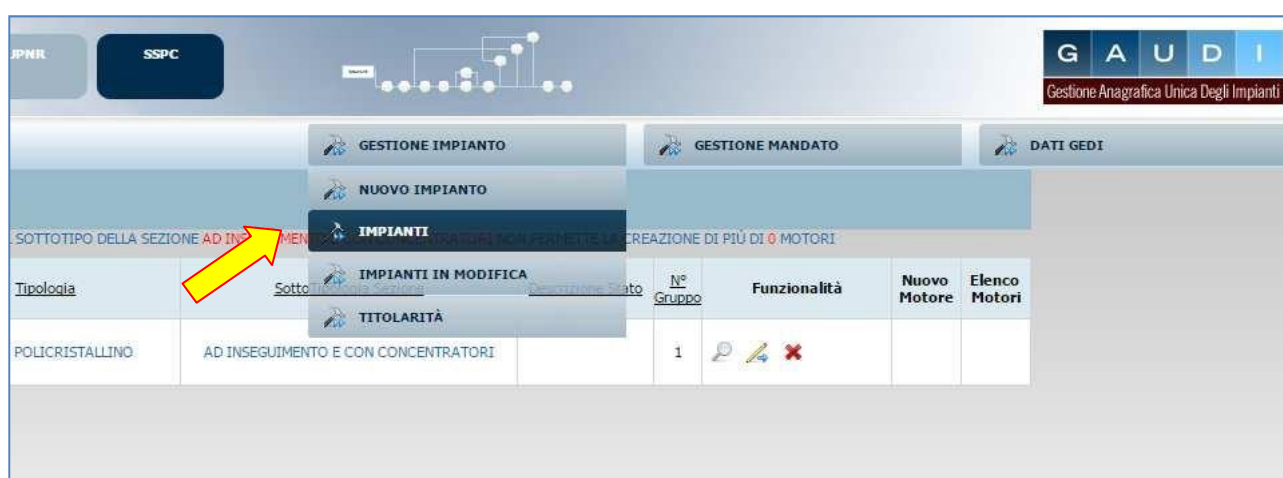 SSPC
G A U D I
Gestione Anagrafica Unica Degli Impianti
GESTIONE IMPIANTO
GESTIONE MANDATO
DATI GEDI
NUOVO IMPIANTO
IMPIANTI
SOTTOTIPO DELLA SEZIONE AD CREAZIONE DI PIÙ DI 0 MOTORI
IMPIANTI IN MODIFICA
TITOLARITÀ
Tipologia
Nº Gruppo
Funzionalità
Nuovo Motore
Elenco Motori
POLICRISTALLINO
AD INSEGUIMENTO E CON CONCENTRATORI
1